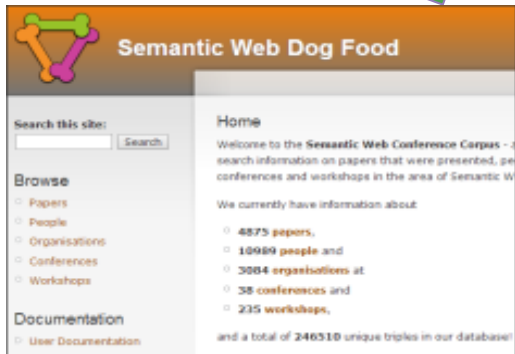 Semantic Web Dog Food
Search this site:
Search
Browse
Papers
People
Organisations
Conferences
Workshops
Documentation
User Documentation
Home
Welcome to the Semantic Web Conference Corpus - a
search information on papers that were presented, pe
conferences and workshops in the area of Semantic W
We currently have information about
4875 papers,
10989 people and
3084 organisations at
38 conferences and
235 workshops,
and a total of 246510 unique triples in our database!